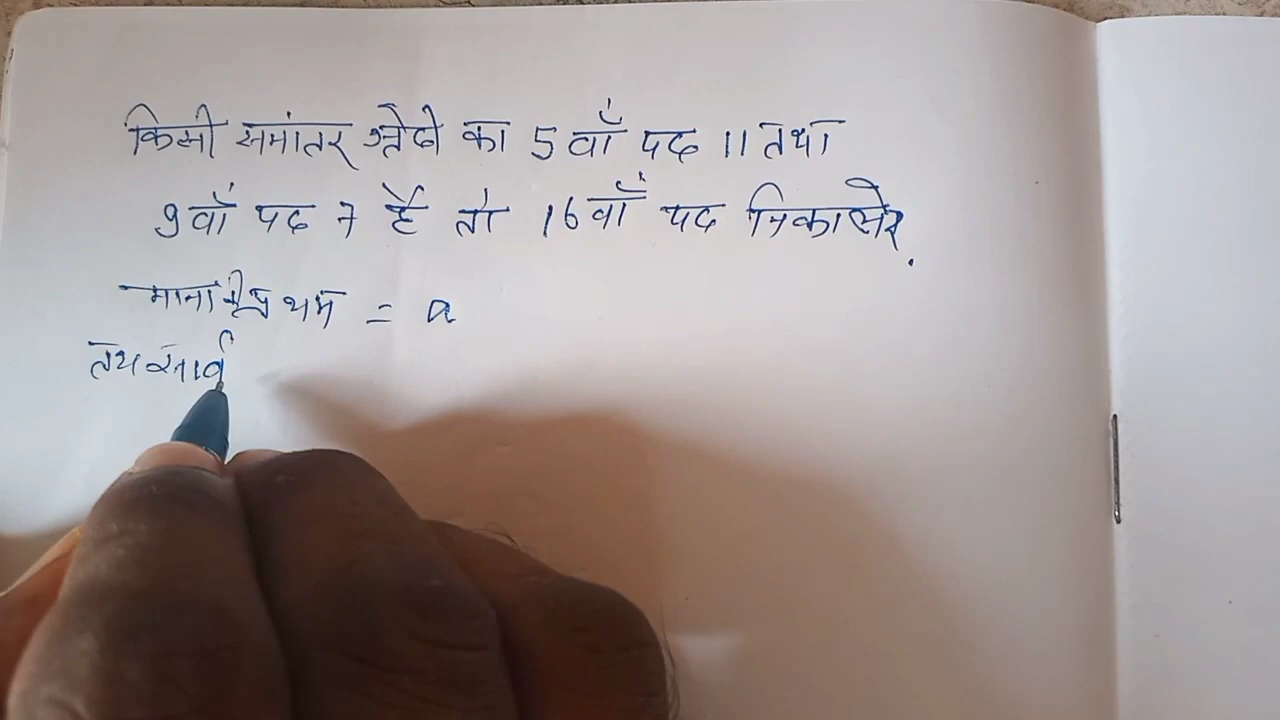 किसी समांतर श्रेढी का 5 वाँ पद 11 तथा
9 वाँ पद 7 है तो 16 वाँ पद निकालें.
माना कि प्रथम = a
तथ सार्व